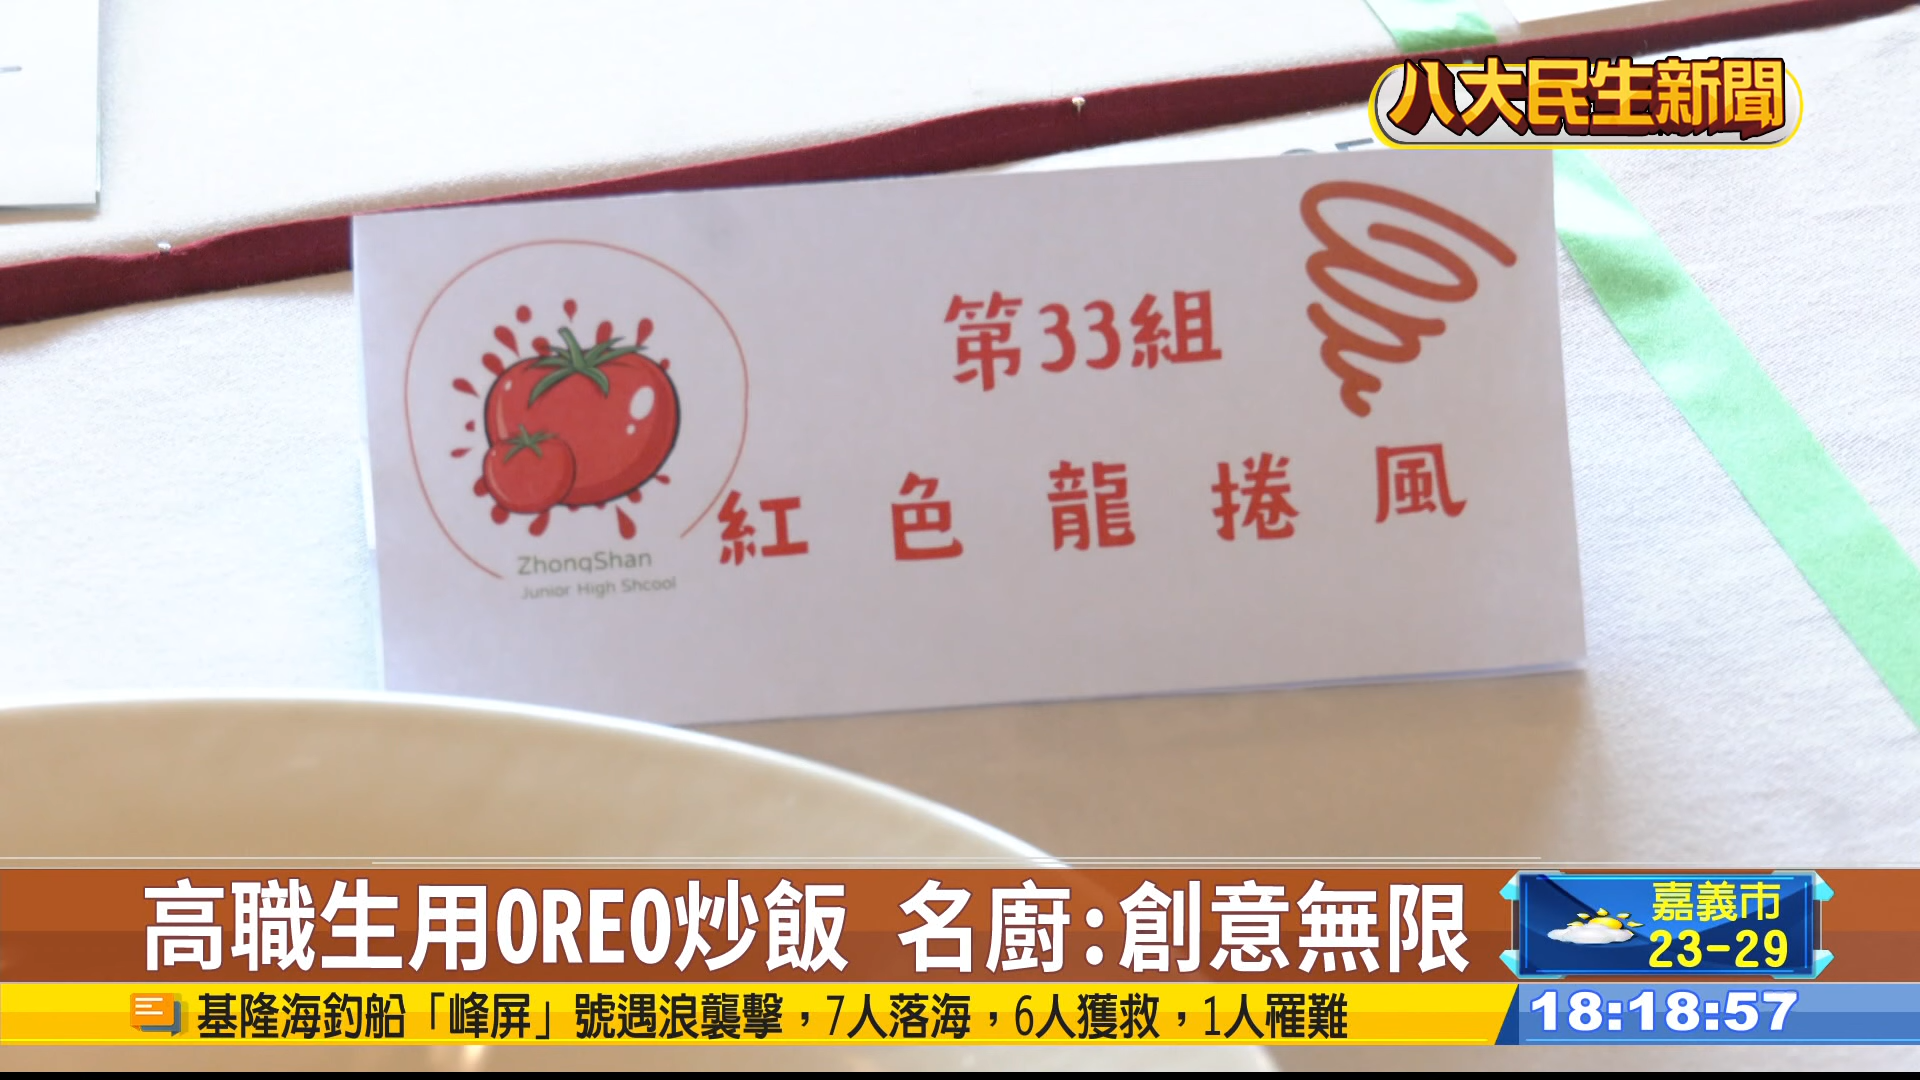 八大民生新聞
第33組
紅色龍捲風
ZhongShan
Junior High Shcool
高職生用OREO炒飯 名廚:創意無限
嘉義市
23-29
基隆海釣船「峰屏」號遇浪襲擊，7人落海，6人獲救，1人罹難
18:18:57